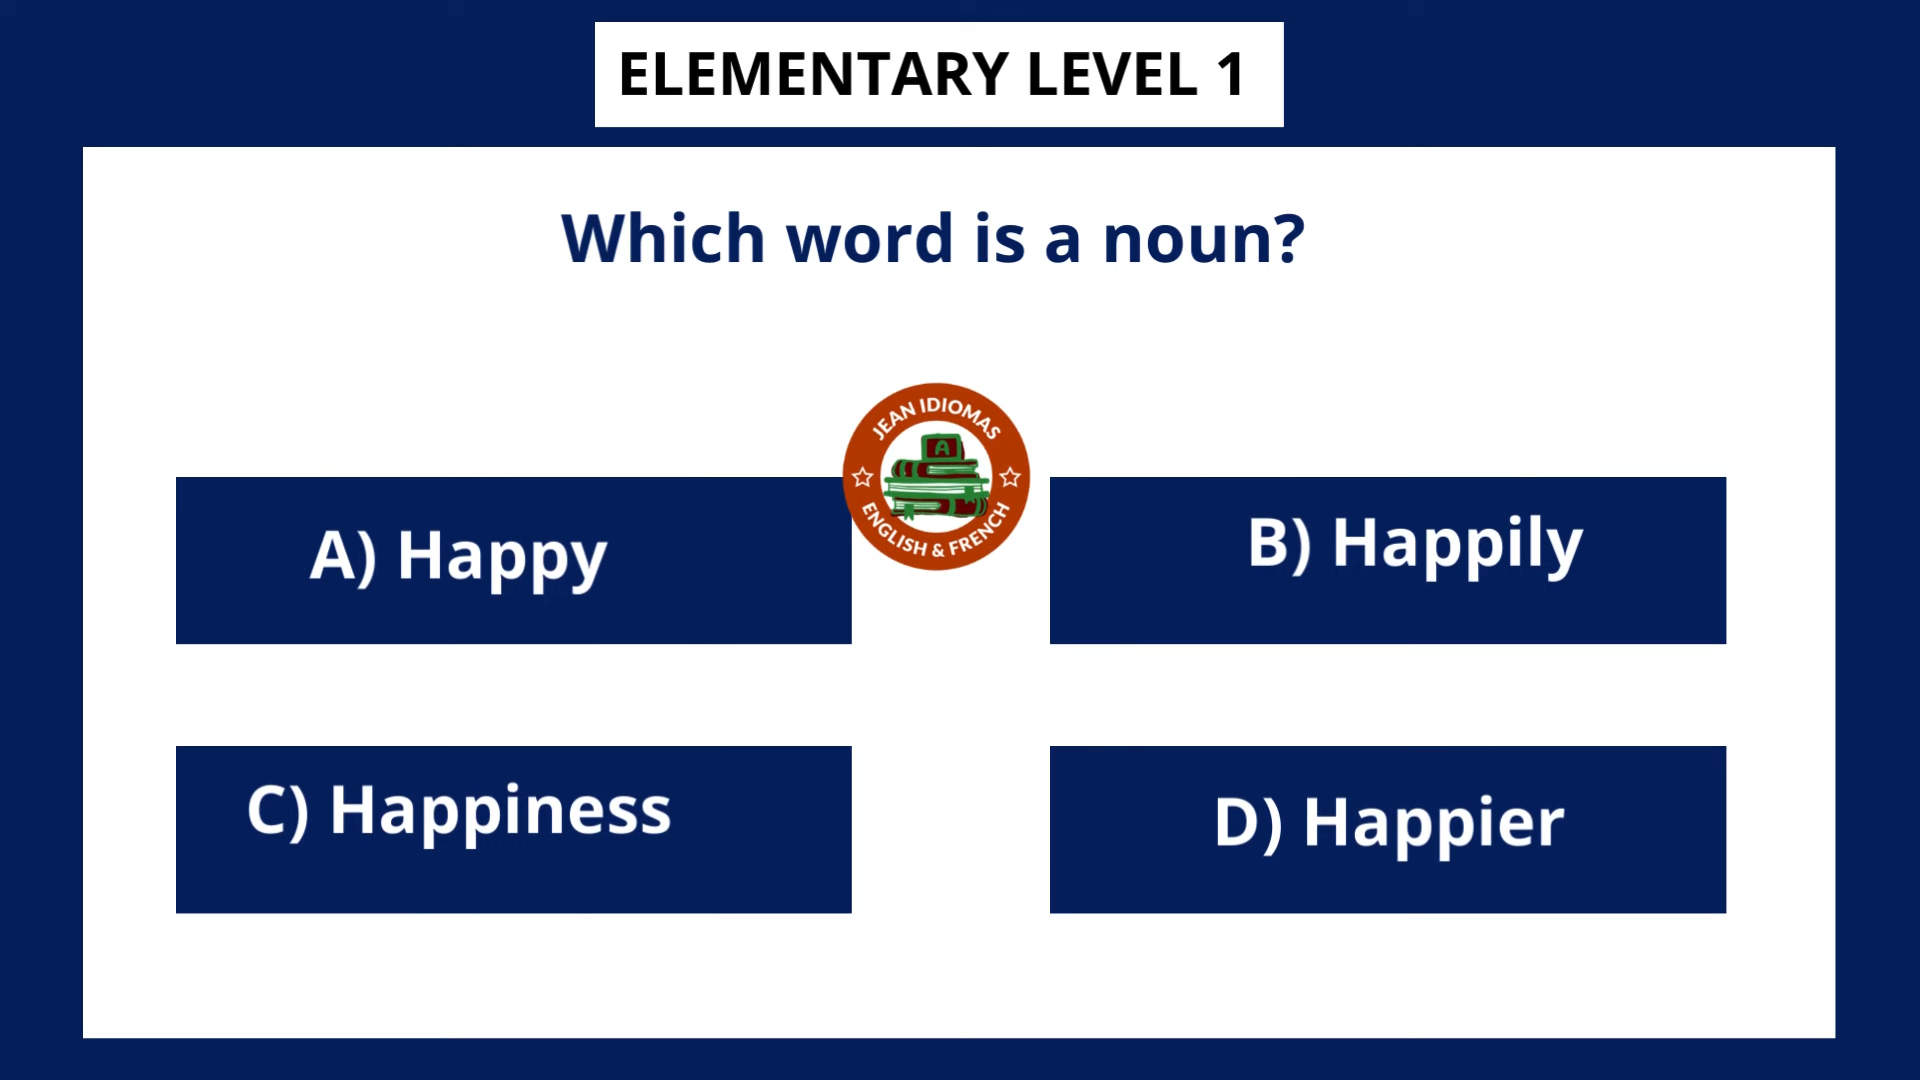 ELEMENTARY LEVEL 1
Which word is a noun?
JEAN IDIOMAS
A
ENGLISH & FRENCH
A) Happy
B) Happily
C) Happiness
D) Happier